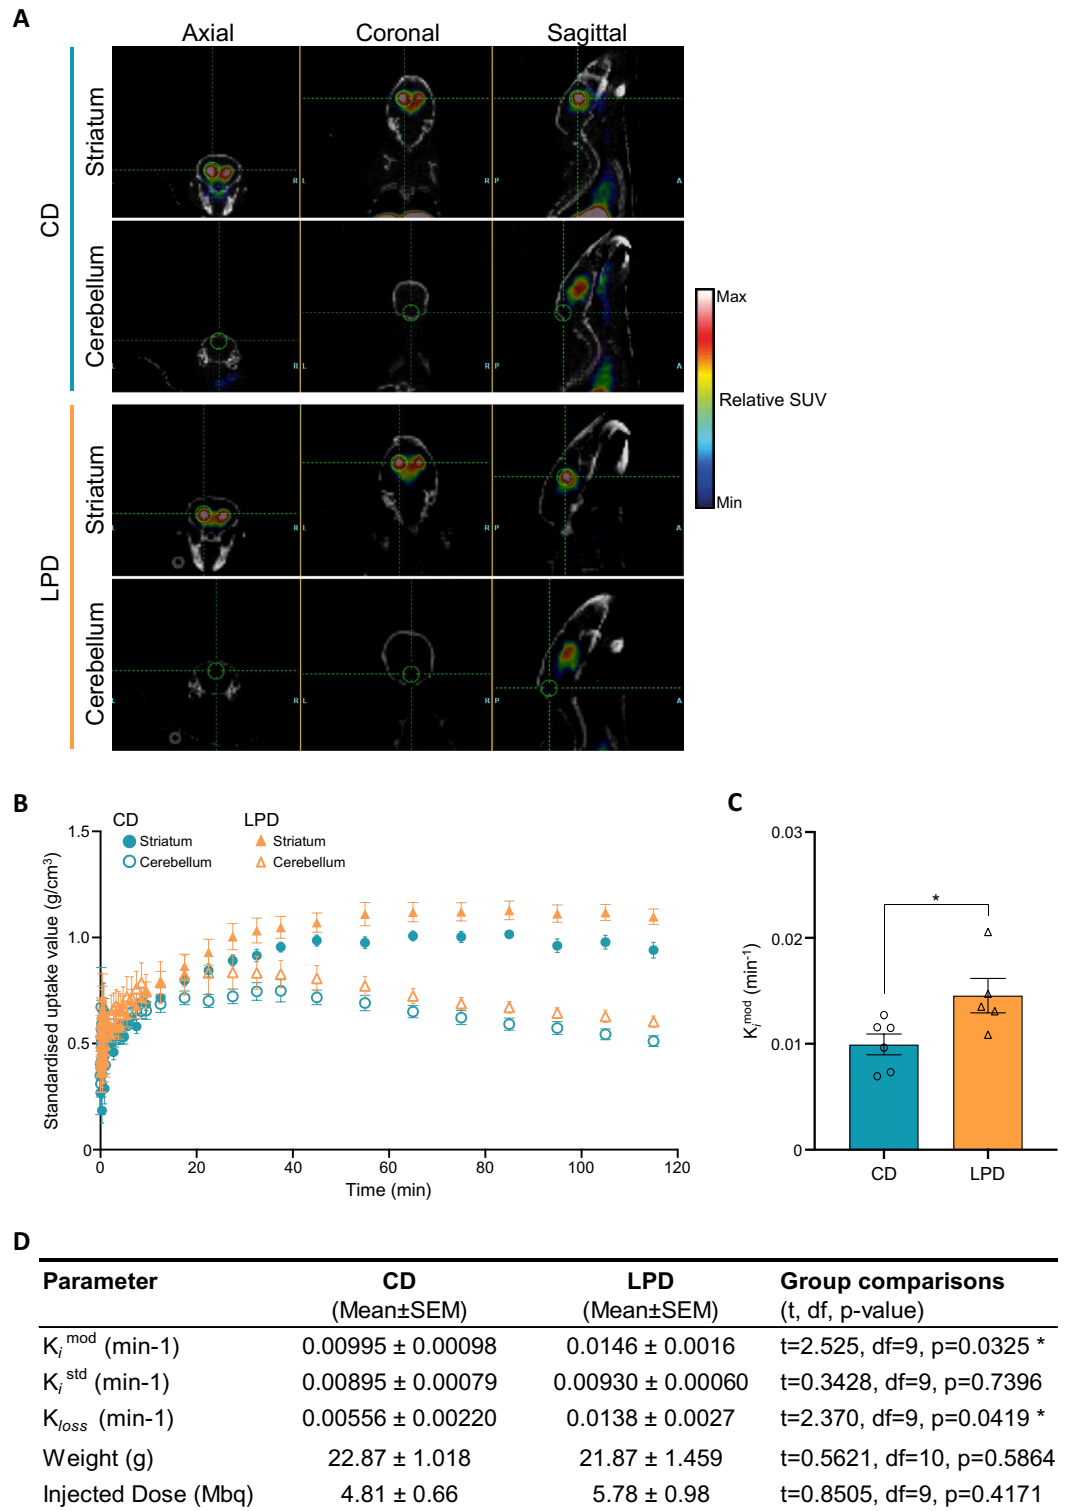 A
Axial Coronal Sagittal
CD
Striatum
R L P A
Cerebellum
L R L R P A
Max
Relative SUV
Min
LPD
Striatum
L R L R P A
Cerebellum
L R L R P A
B
CD LPD
Striatum Striatum
Cerebellum Cerebellum
Standardised uptake value (g/cm³)
1.5
1.0
0.5
0
0 20 40 60 80 100 120
Time (min)
C
K_i^mod (min-1)
0.03
0.02
0.01
0
*
CD LPD
D
Parameter CD LPD Group comparisons
(Mean±SEM) (Mean±SEM) (t, df, p-value)
K_i^mod (min-1) 0.00995 ± 0.00098 0.0146 ± 0.0016 t=2.525, df=9, p=0.0325 *
K_i^std (min-1) 0.00895 ± 0.00079 0.00930 ± 0.00060 t=0.3428, df=9, p=0.7396
K_loss (min-1) 0.00556 ± 0.00220 0.0138 ± 0.0027 t=2.370, df=9, p=0.0419 *
Weight (g) 22.87 ± 1.018 21.87 ± 1.459 t=0.5621, df=10, p=0.5864
Injected Dose (Mbq) 4.81 ± 0.66 5.78 ± 0.98 t=0.8505, df=9, p=0.4171